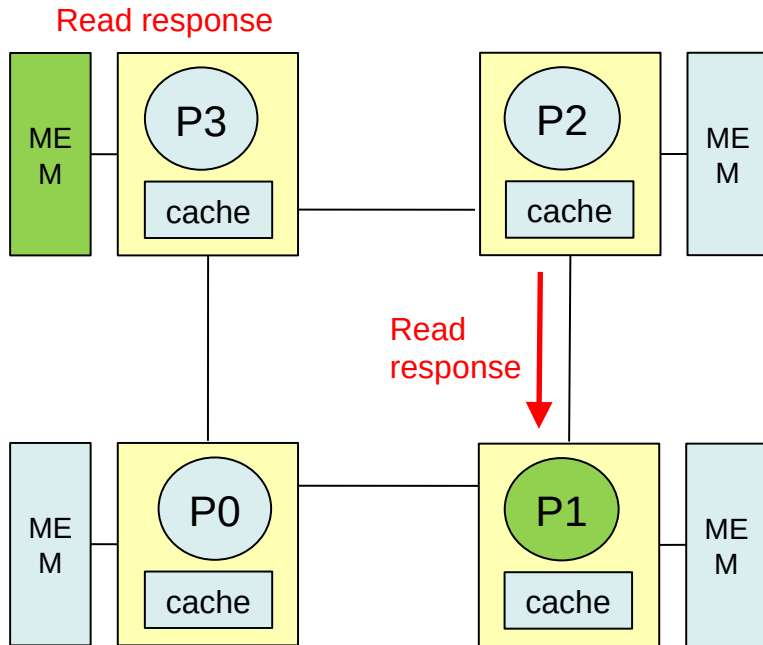 Read response
ME
M
P3
cache
P2
cache
ME
M
Read
response
ME
M
P0
cache
P1
cache
ME
M